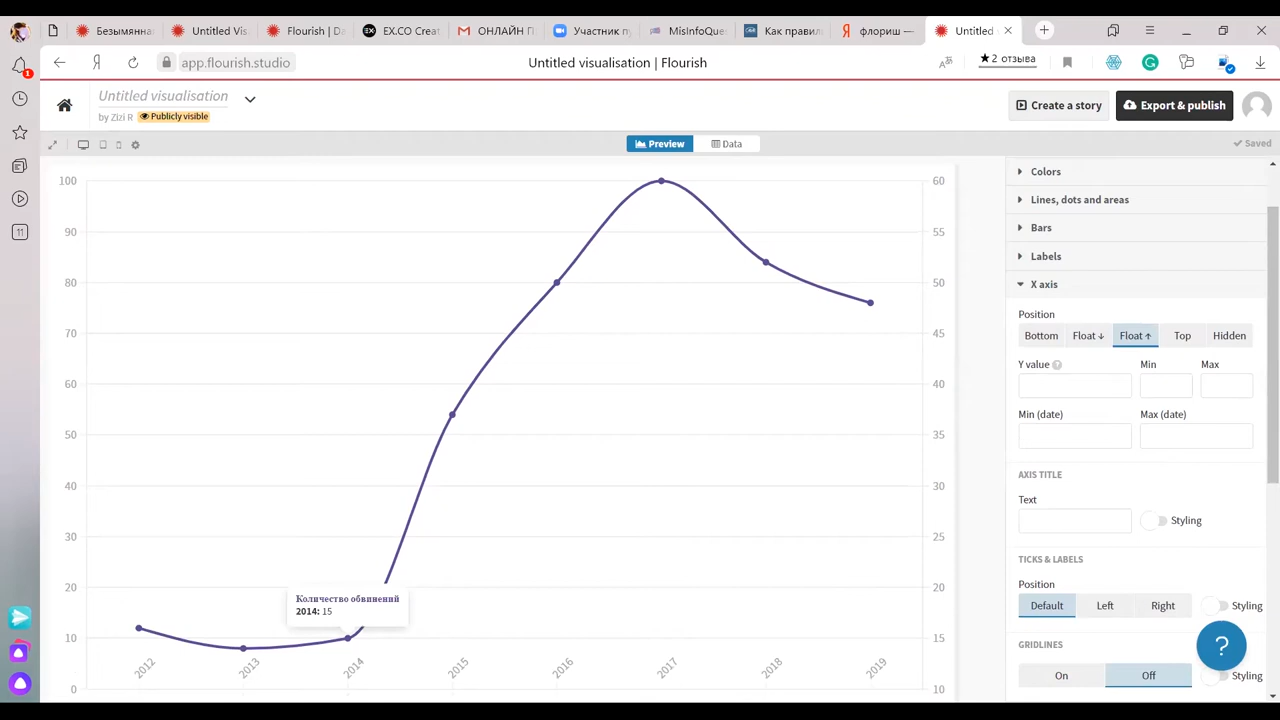 Безымянна
Untitled v
Flourish | Da
EX.CO Creat
ОНЛАЙН П
Участник п
MisInfoQue
Как правил
флориш —
Untitled
1
app.flourish.studio
Untitled visualisation | Flourish
★2 отзыва
Untitled visualisation
by Zizi R
Publicly visible
Create a story
Export & publish
Preview
Data
Saved
11
100
90
80
70
60
50
40
30
20
10
0
60
55
50
45
40
35
30
25
20
15
10
Количество обвинений
2014: 15
2012
2013
2014
2015
2016
2017
2018
2019
Colors
Lines, dots and areas
Bars
Labels
X axis
Position
Bottom
Float ↓
Float ↑
Top
Hidden
Y value ?
Min
Max
Min (date)
Max (date)
AXIS TITLE
Text
Styling
TICKS & LABELS
Position
Default
Left
Right
Styling
GRIDLINES
On
Off
Styling
?